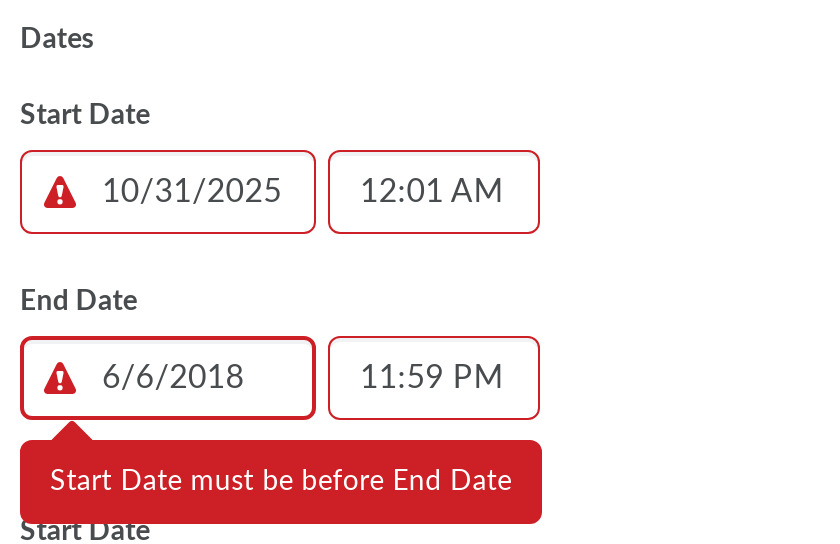 Dates
Start Date
10/31/2025 12:01 AM
End Date
6/6/2018 11:59 PM
Start Date must be before End Date
Start Date